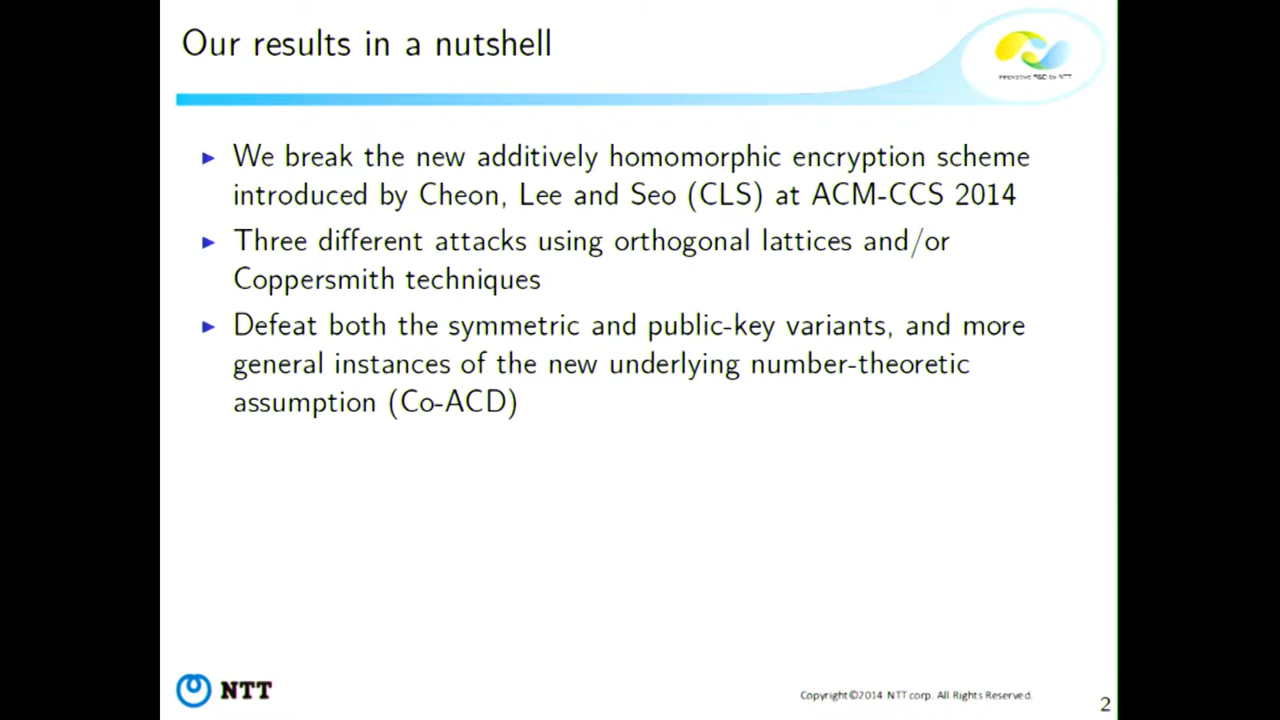 Our results in a nutshell
Innovative R&D by NTT
▶ We break the new additively homomorphic encryption scheme
introduced by Cheon, Lee and Seo (CLS) at ACM-CCS 2014
▶ Three different attacks using orthogonal lattices and/or
Coppersmith techniques
▶ Defeat both the symmetric and public-key variants, and more
general instances of the new underlying number-theoretic
assumption (Co-ACD)
NTT
Copyright©2014 NTT corp. All Rights Reserved.
2